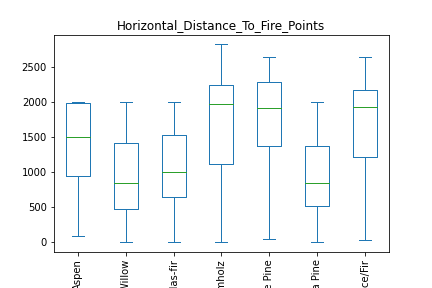 Horizontal_Distance_To_Fire_Points
2500
2000
1500
1000
500
0
Aspen
Willow
las-fir
nholz
e Pine
a Pine
ce/Fir